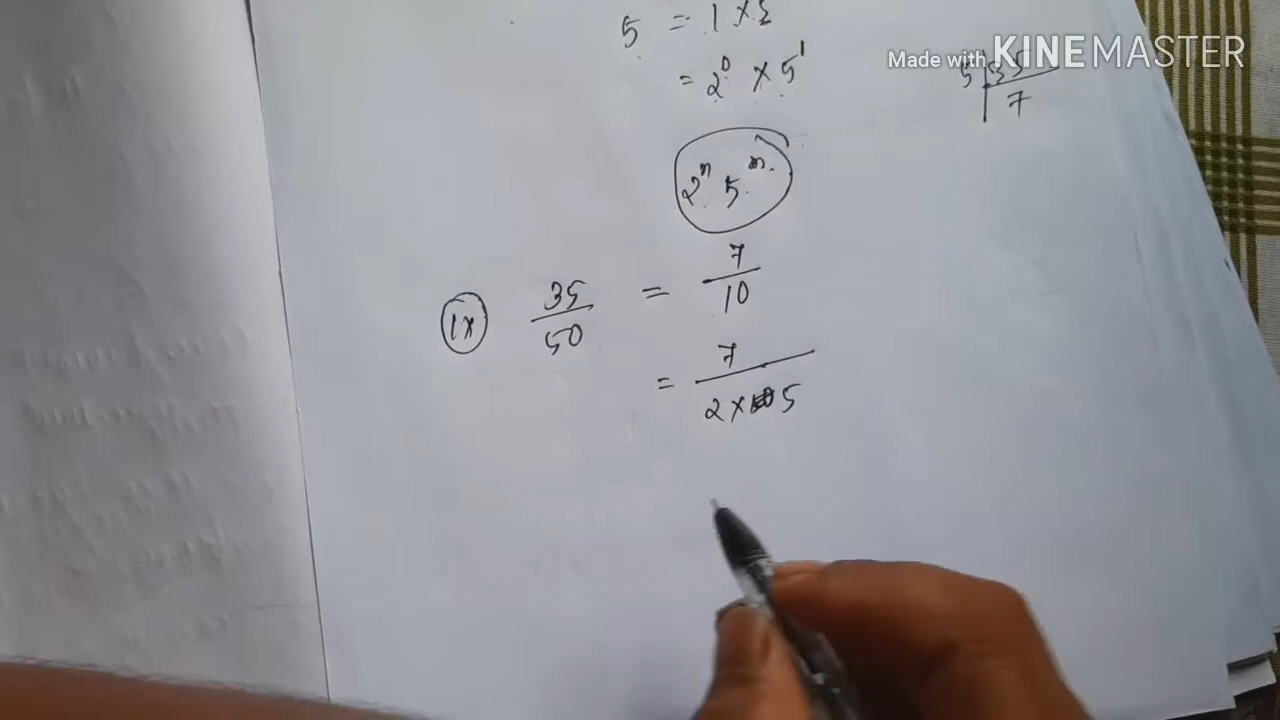 5 = 1 × 5
= 2⁰ × 5¹
Made with KINEMASTER
5 35
7
2ⁿ 5ᵐ
ix 35/50 = 7/10
= 7/2×5